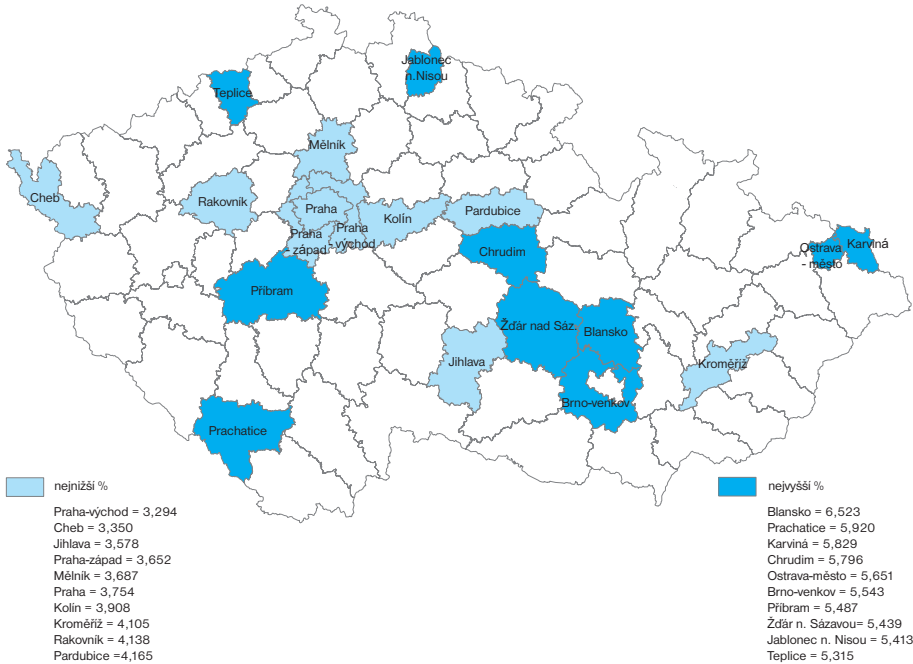 Jablonec
n.Nisou
Teplice
Mělník
Cheb
Rakovník
Praha
Kolín
Pardubice
Praha
- západ
Praha
-východ
Chrudim
Ostrava
- město
Karvlná
Příbram
Žďár nad Sáz.
Blansko
Jihlava
Kroměříž
Brno-venkov
Prachatice
nejnižší %
Praha-východ = 3,294
Cheb = 3,350
Jihlava = 3,578
Praha-západ = 3,652
Mělník = 3,687
Praha = 3,754
Kolín = 3,908
Kroměříž =4,105
Rakovník = 4,138
Pardubice =4,165
nejvyšší %
Blansko = 6,523
Prachatice = 5,920
Karviná = 5,829
Chrudim = 5,796
Ostrava-město = 5,651
Brno-venkov = 5,543
Příbram = 5,487
Žďár n. Sázavou= 5,439
Jablonec n. Nisou = 5,413
Teplice = 5,315